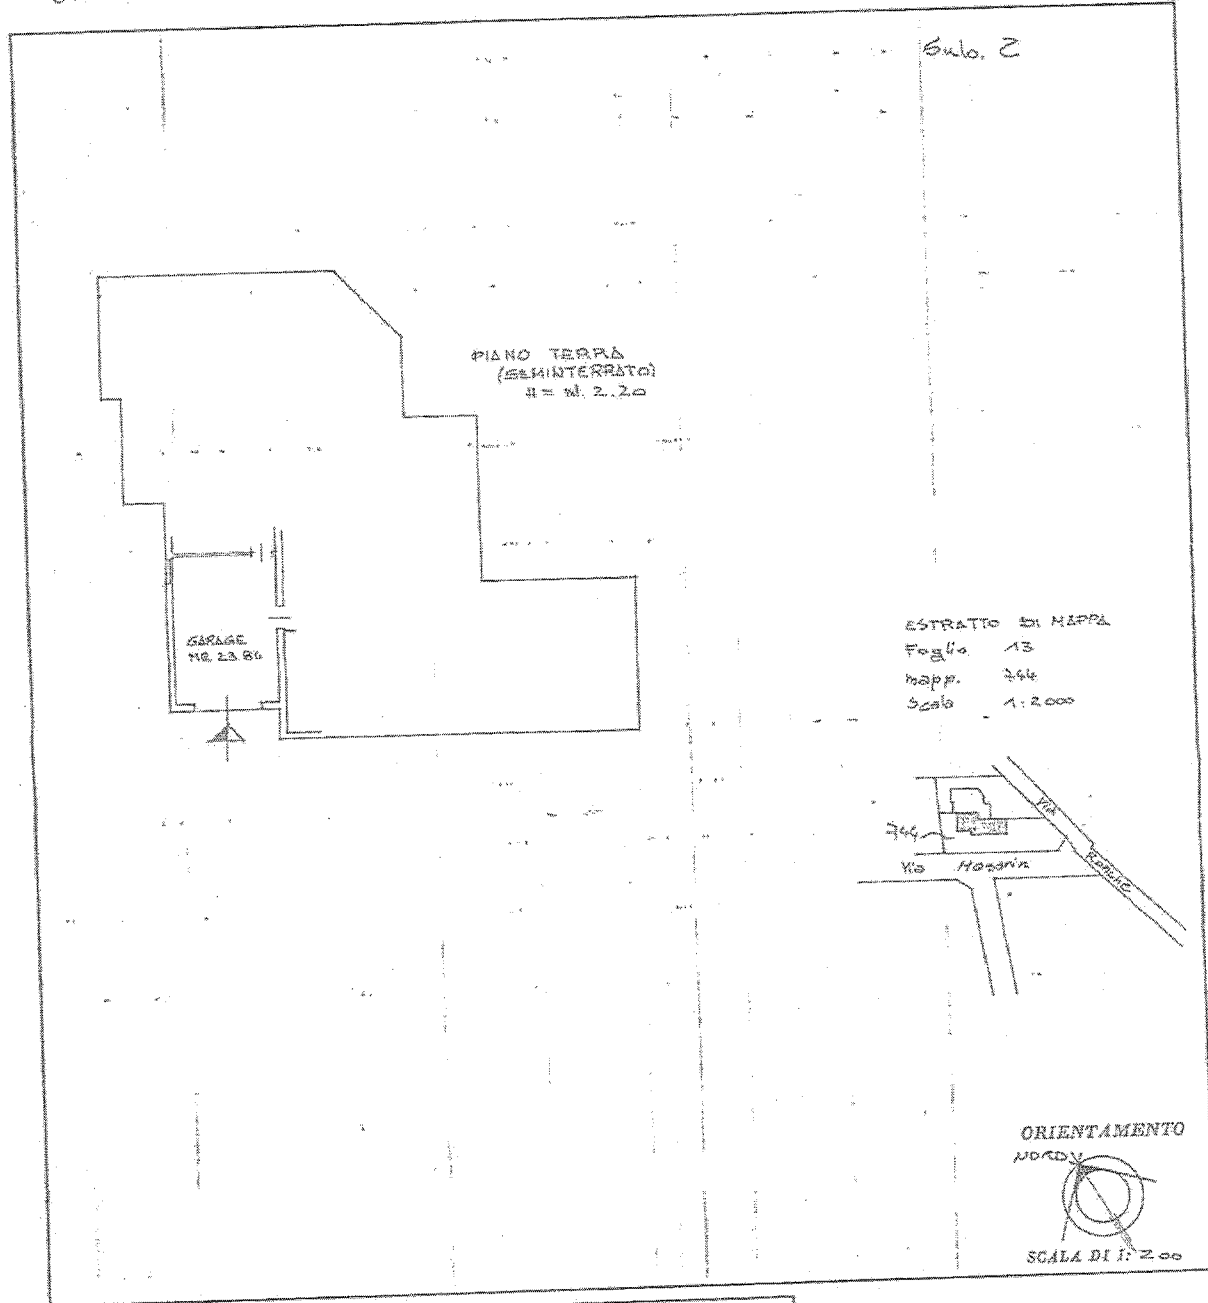 Sub. 2
PIANO TERRA
(SEMINTERRATO)
H = ml. 2.20
GARAGE
MQ 23.86
ESTRATTO DI MAPPA
Foglio 13
mapp. 744
Scala 1:2000
744
Via
Via
Ronche
ORIENTAMENTO
NORD
SCALA DI 1: 200